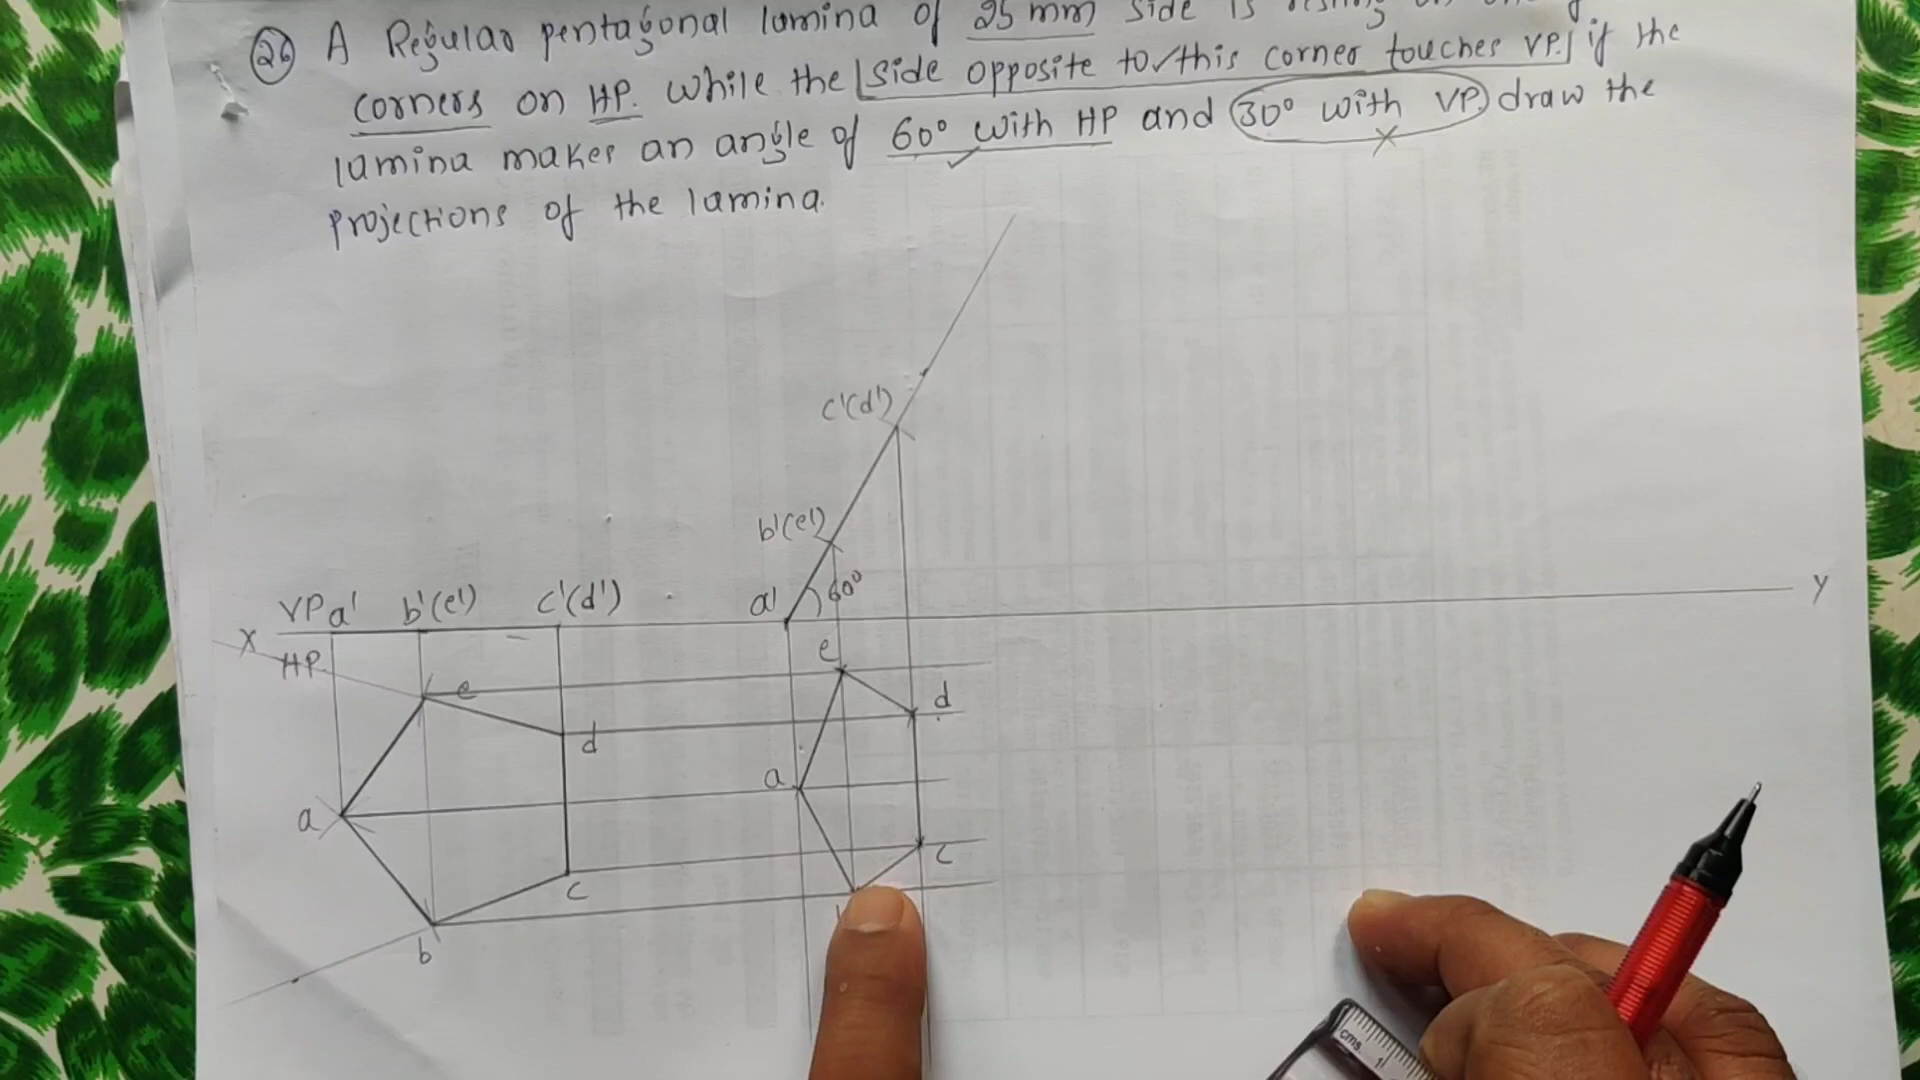 26 A Regular pentagonal lamina of 25 mm side is
corners on HP. while the side opposite to this corner touches VP. if the
lamina makes an angle of 60° with HP and 30° with VP. draw the
projections of the lamina.
c'(d')
b'(e')
VP a' b'(e') c'(d') a' 60° Y
X
HP
e e
d d
a a
c c
b
cms 1